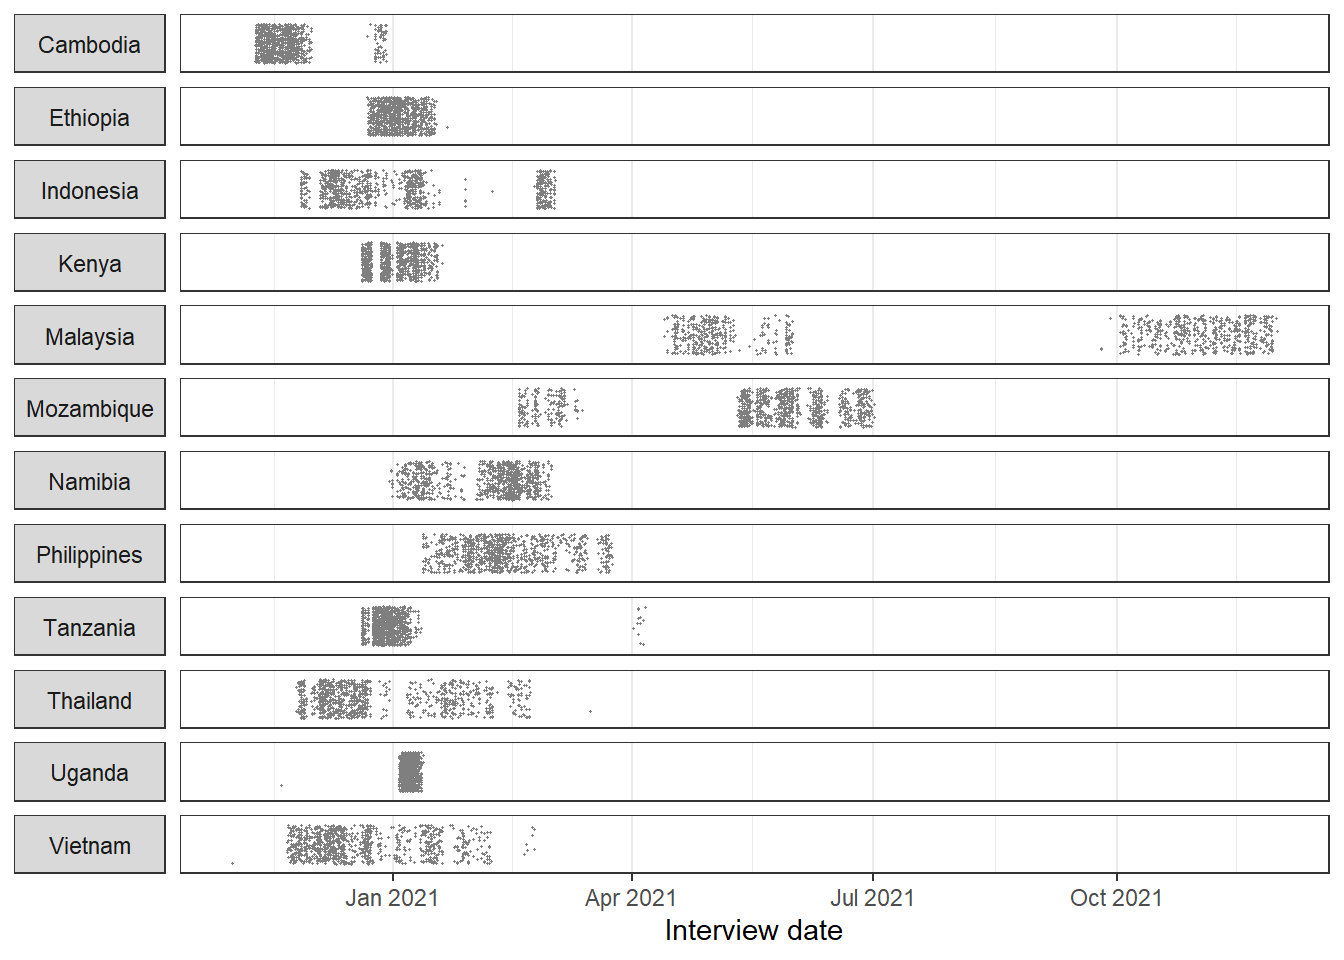 Cambodia
Ethiopia
Indonesia
Kenya
Malaysia
Mozambique
Namibia
Philippines
Tanzania
Thailand
Uganda
Vietnam
Jan 2021 Apr 2021 Jul 2021 Oct 2021
Interview date